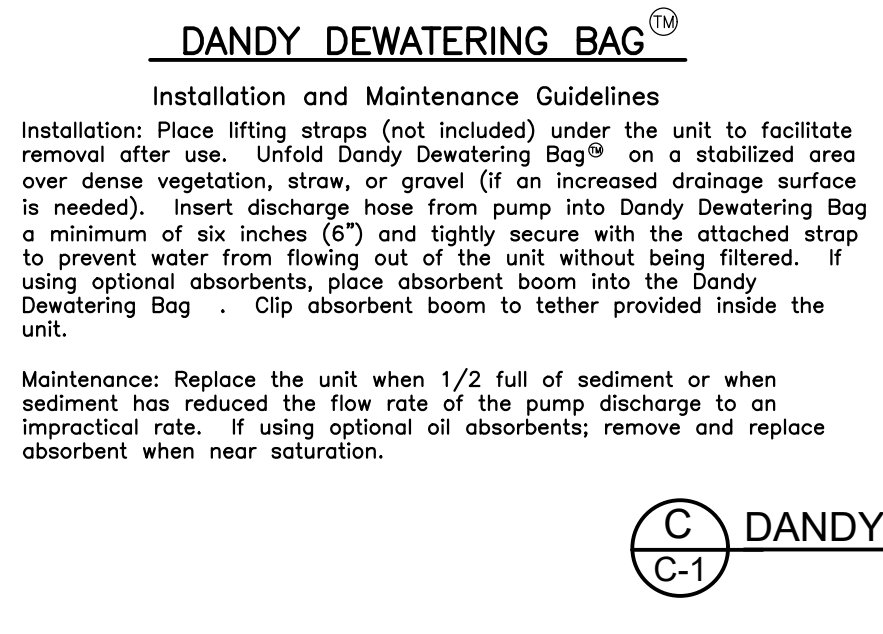 DANDY DEWATERING BAG™
Installation and Maintenance Guidelines
Installation: Place lifting straps (not included) under the unit to facilitate
removal after use. Unfold Dandy Dewatering Bag™ on a stabilized area
over dense vegetation, straw, or gravel (if an increased drainage surface
is needed). Insert discharge hose from pump into Dandy Dewatering Bag
a minimum of six inches (6") and tightly secure with the attached strap
to prevent water from flowing out of the unit without being filtered. If
using optional absorbents, place absorbent boom into the Dandy
Dewatering Bag . Clip absorbent boom to tether provided inside the
unit.
Maintenance: Replace the unit when 1/2 full of sediment or when
sediment has reduced the flow rate of the pump discharge to an
impractical rate. If using optional oil absorbents; remove and replace
absorbent when near saturation.
C DANDY
C-1